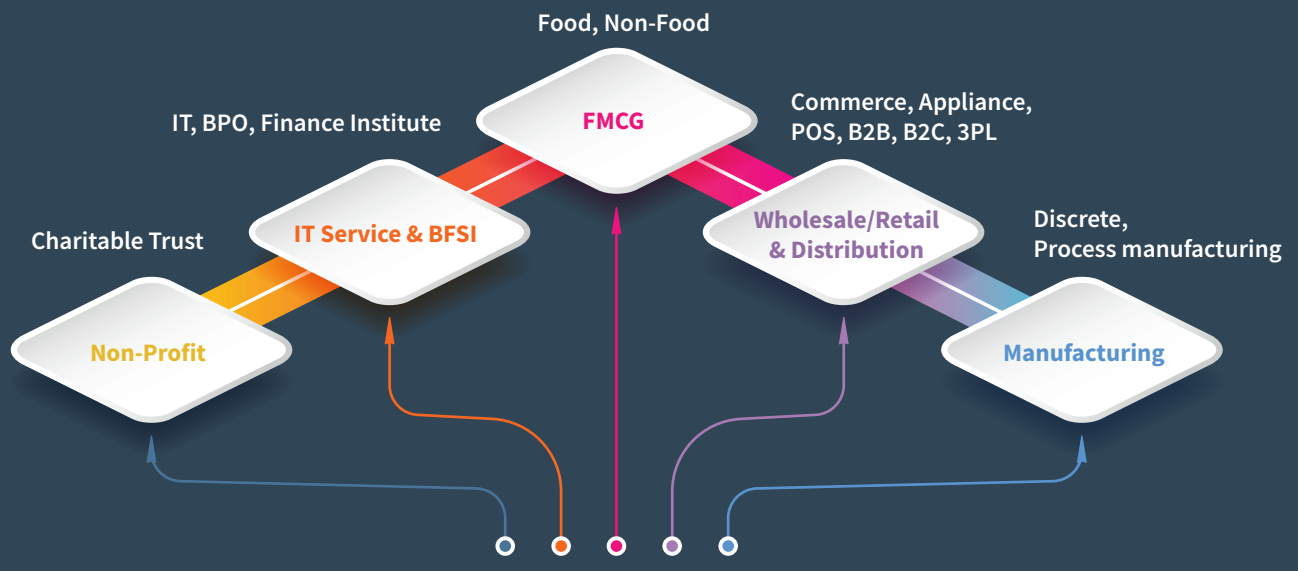 Food, Non-Food
FMCG
IT, BPO, Finance Institute
IT Service & BFSI
Commerce, Appliance,
POS, B2B, B2C, 3PL
Wholesale/Retail
& Distribution
Charitable Trust
Non-Profit
Discrete,
Process manufacturing
Manufacturing